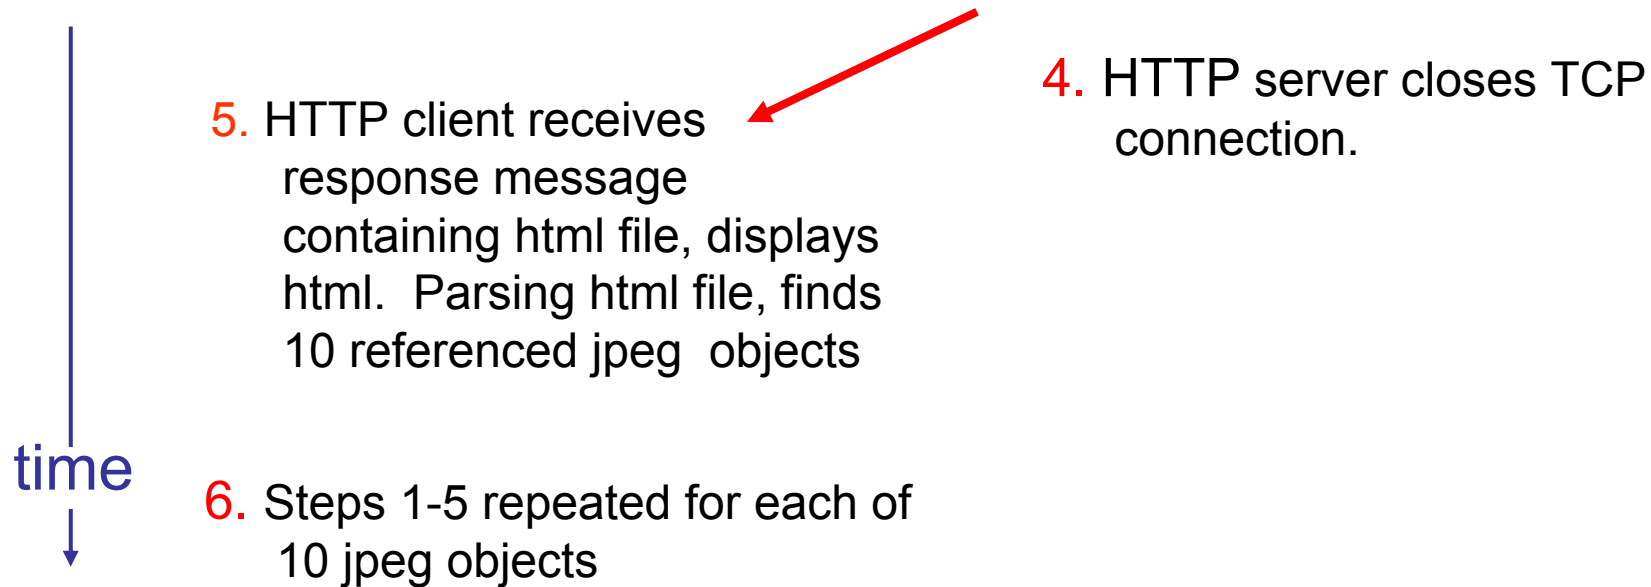 4. HTTP server closes TCP
connection.
5. HTTP client receives
response message
containing html file, displays
html. Parsing html file, finds
10 referenced jpeg objects
time
6. Steps 1-5 repeated for each of
10 jpeg objects